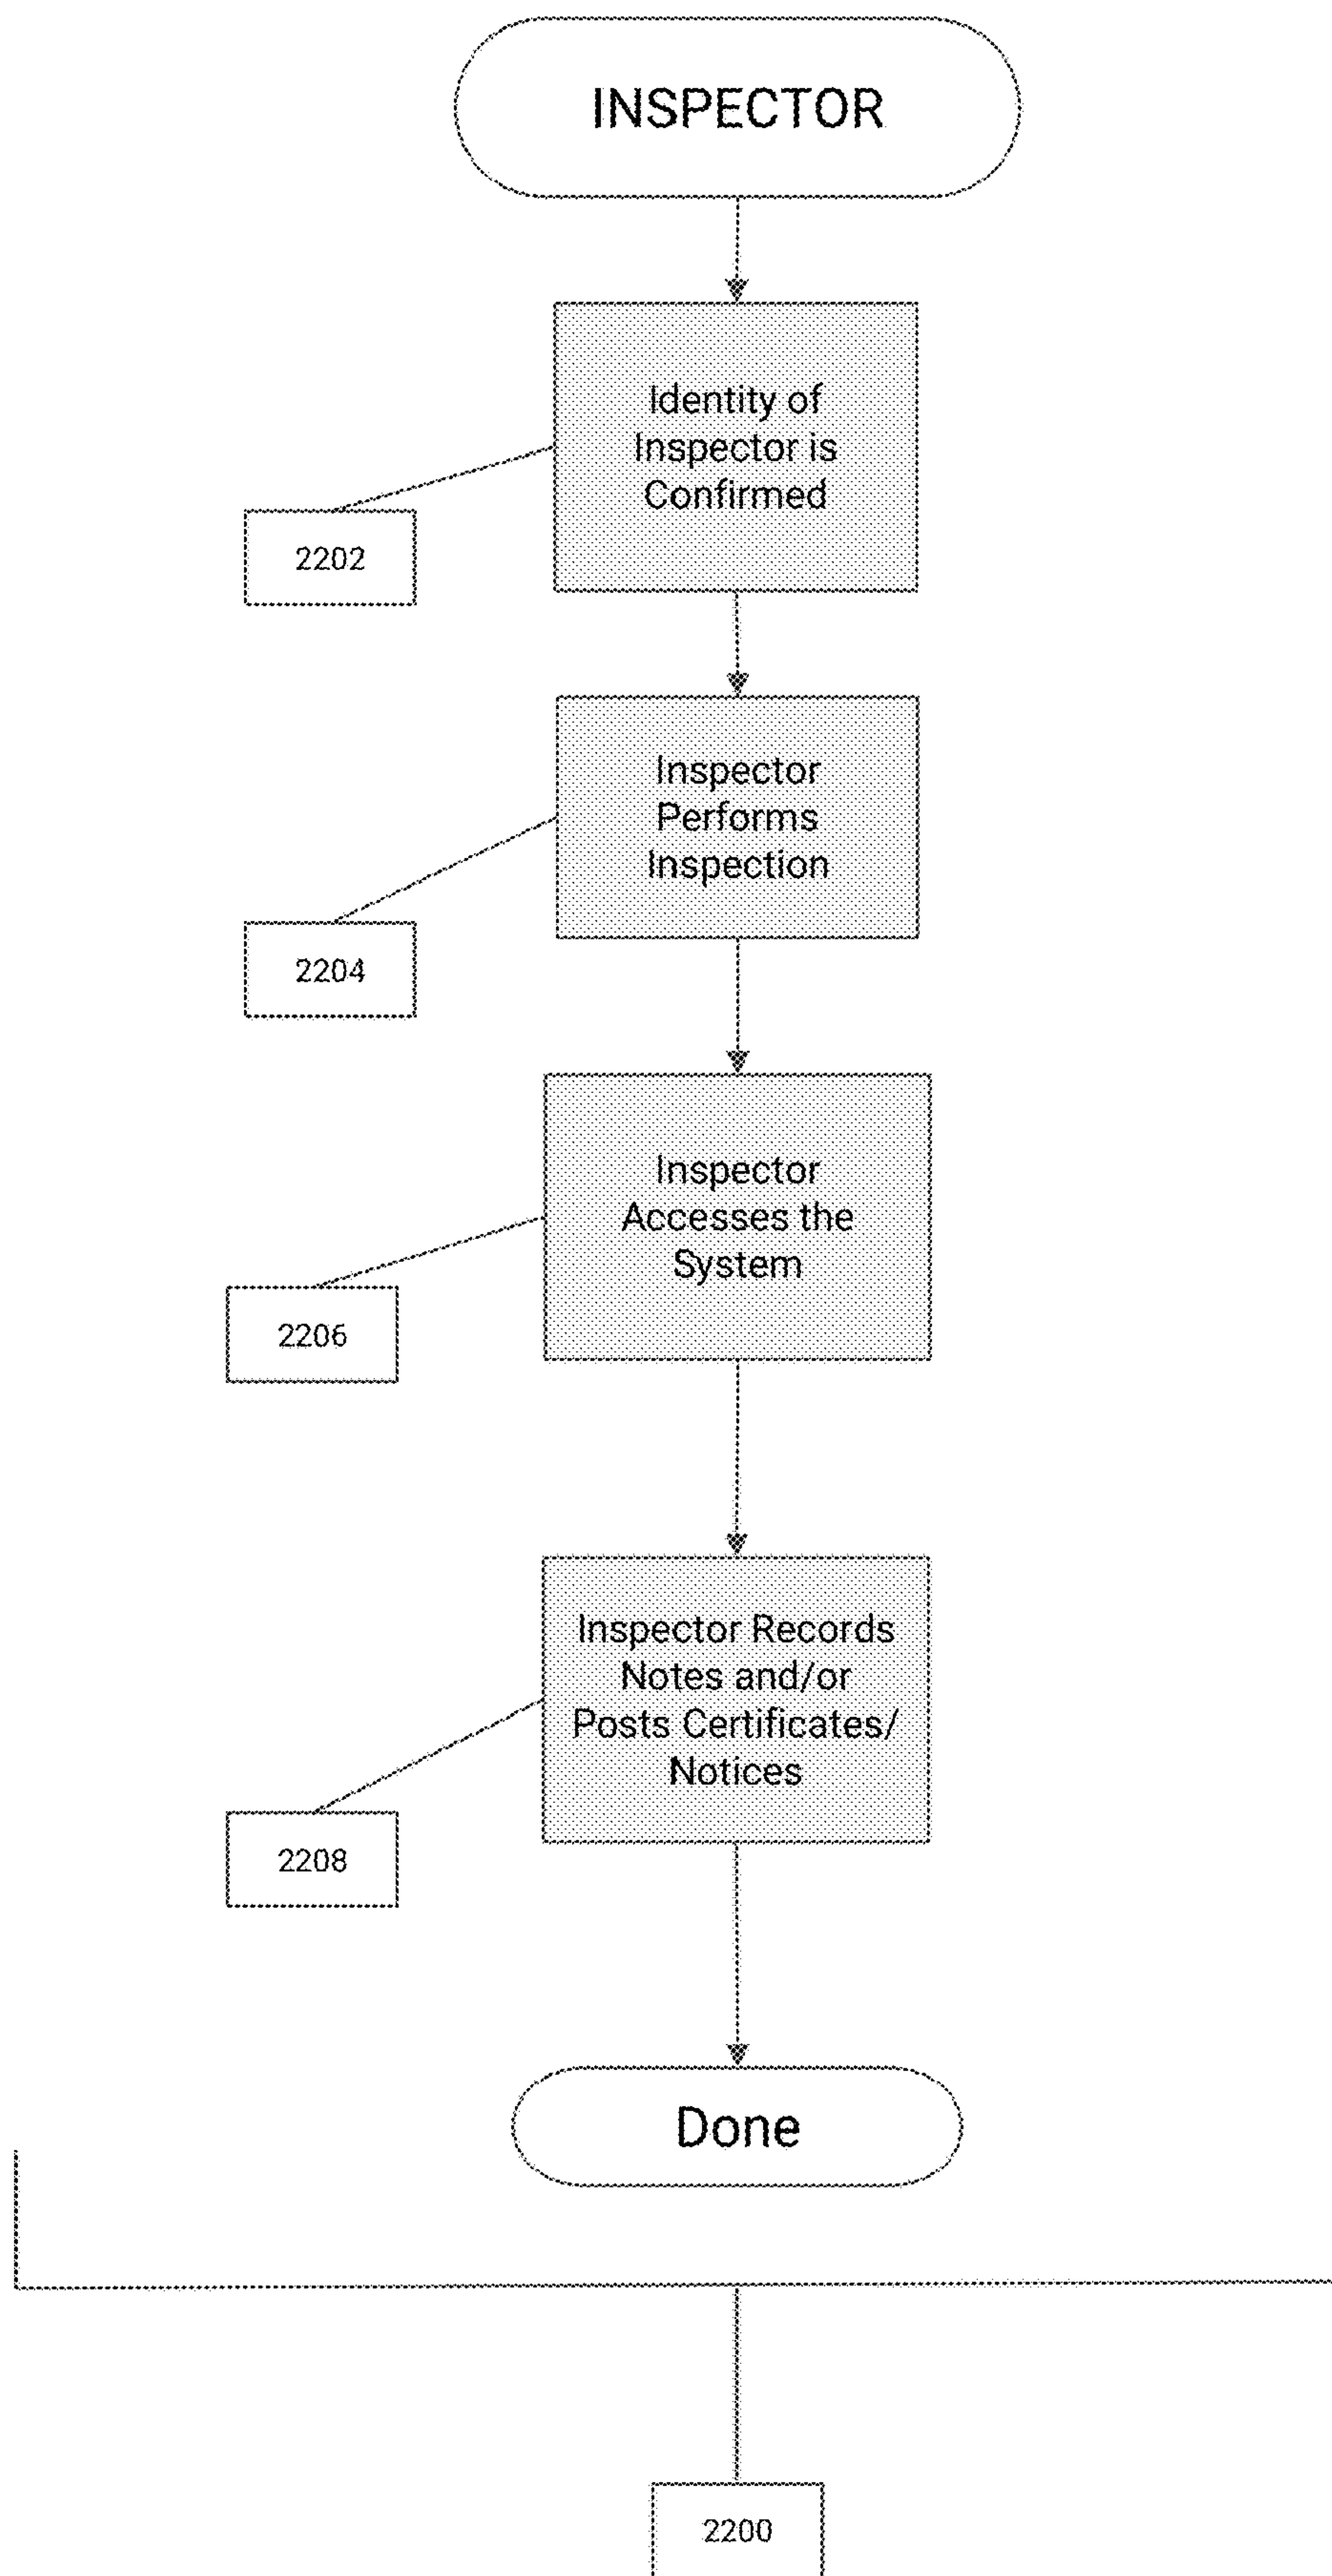 INSPECTOR
Identity of
Inspector is
Confirmed
2202
Inspector
Performs
Inspection
2204
Inspector
Accesses the
System
2206
Inspector Records
Notes and/or
Posts Certificates/
Notices
2208
Done
2200